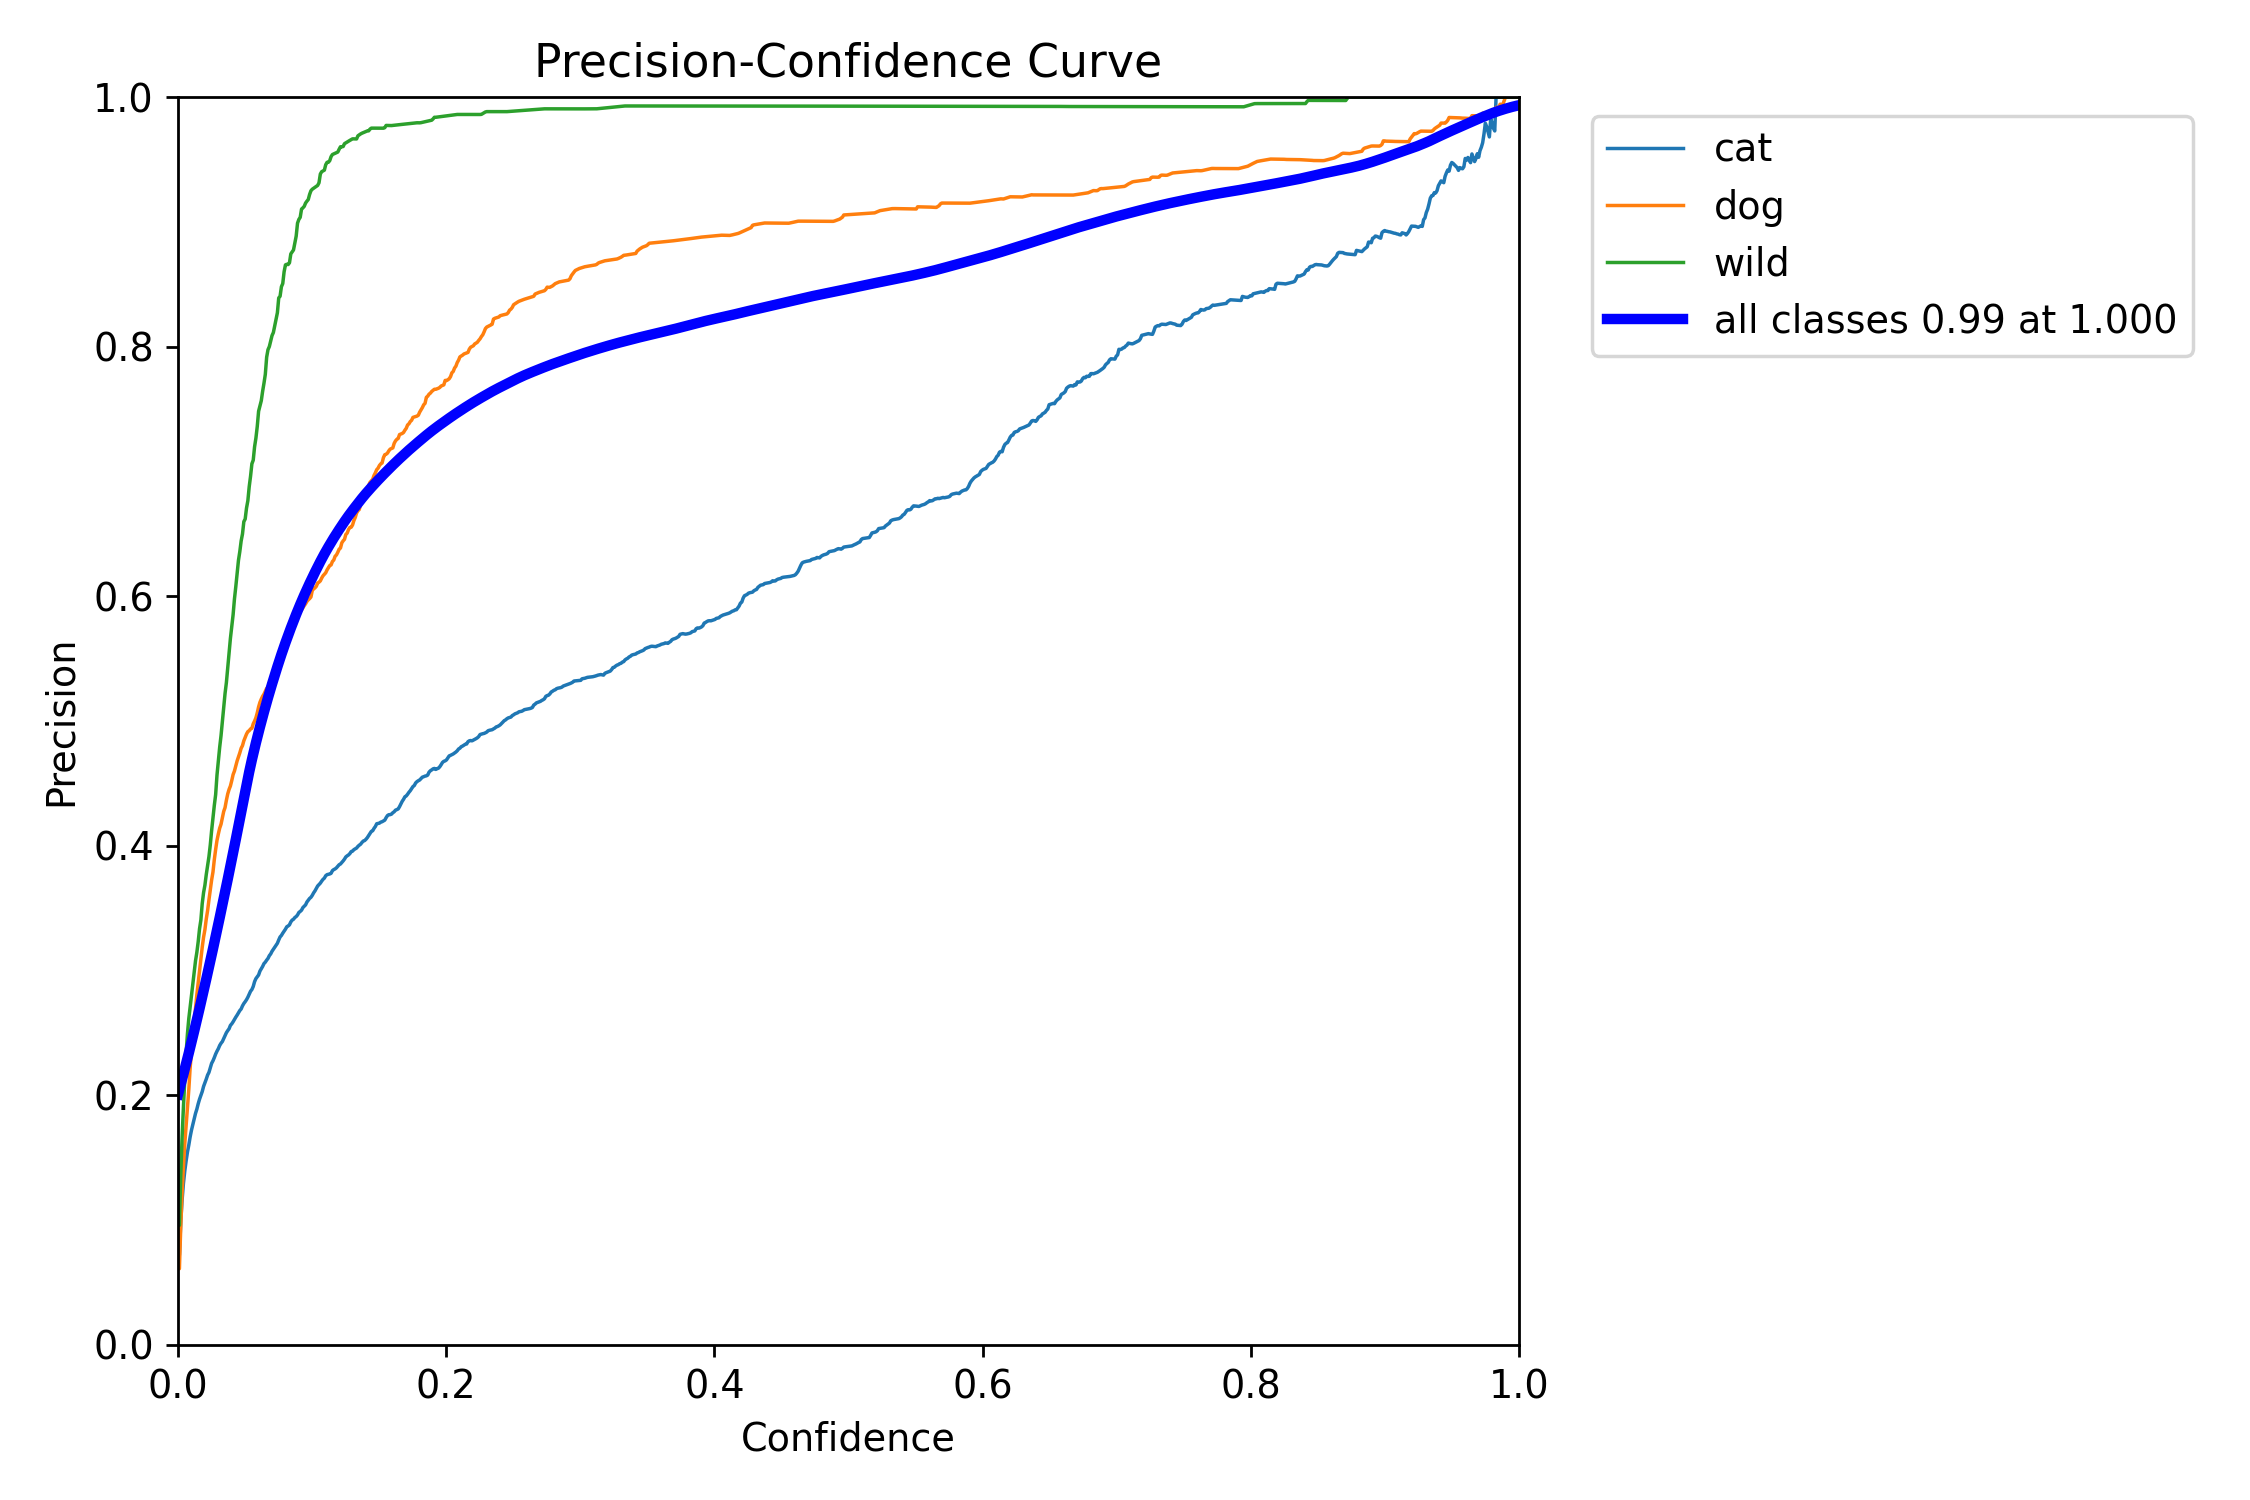 Precision-Confidence Curve
1.0
0.8
0.6
0.4
0.2
0.0
Precision
0.0 0.2 0.4 0.6 0.8 1.0
Confidence
cat
dog
wild
all classes 0.99 at 1.000